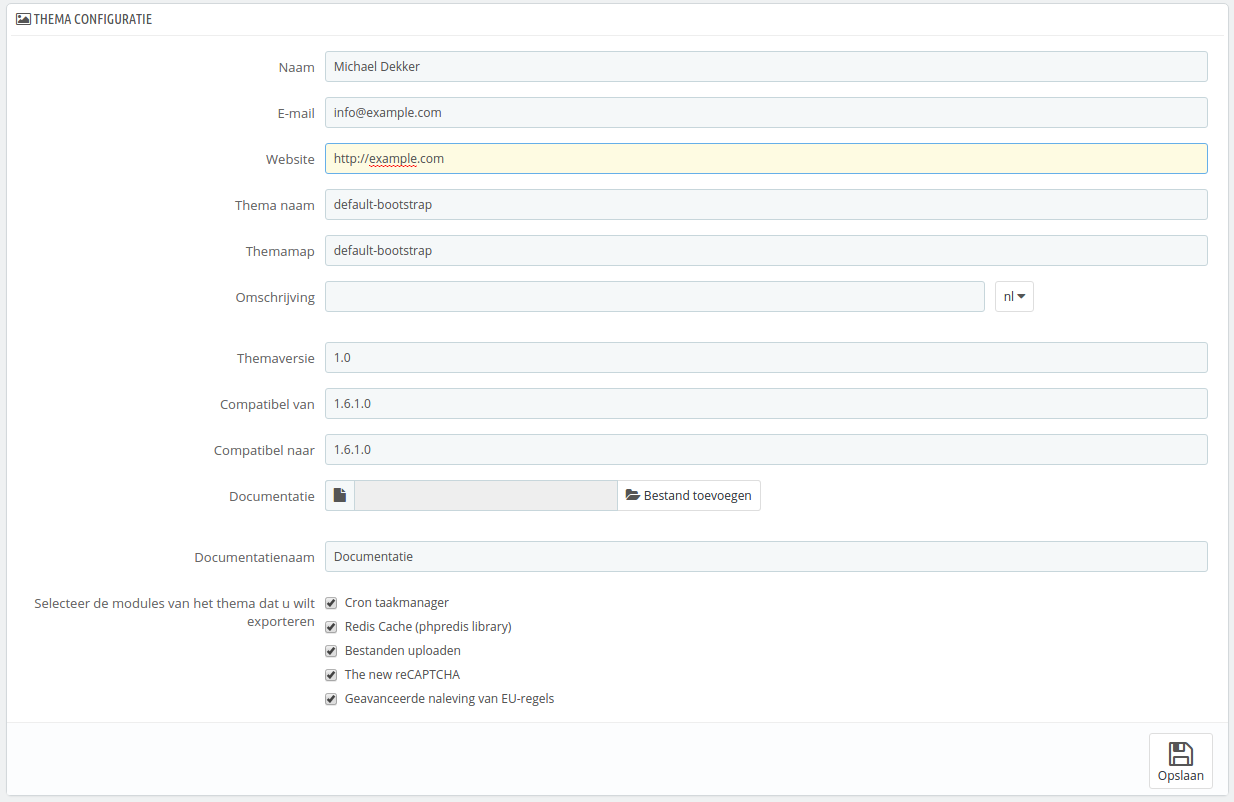 THEMA CONFIGURATIE
Naam Michael Dekker
E-mail info@example.com
Website http://example.com
Thema naam default-bootstrap
Themamap default-bootstrap
Omschrijving nl
Themaversie 1.0
Compatibel van 1.6.1.0
Compatibel naar 1.6.1.0
Documentatie Bestand toevoegen
Documentatienaam Documentatie
Selecteer de modules van het thema dat u wilt
exporteren
Cron taakmanager
Redis Cache (phpredis library)
Bestanden uploaden
The new reCAPTCHA
Geavanceerde naleving van EU-regels
Opslaan